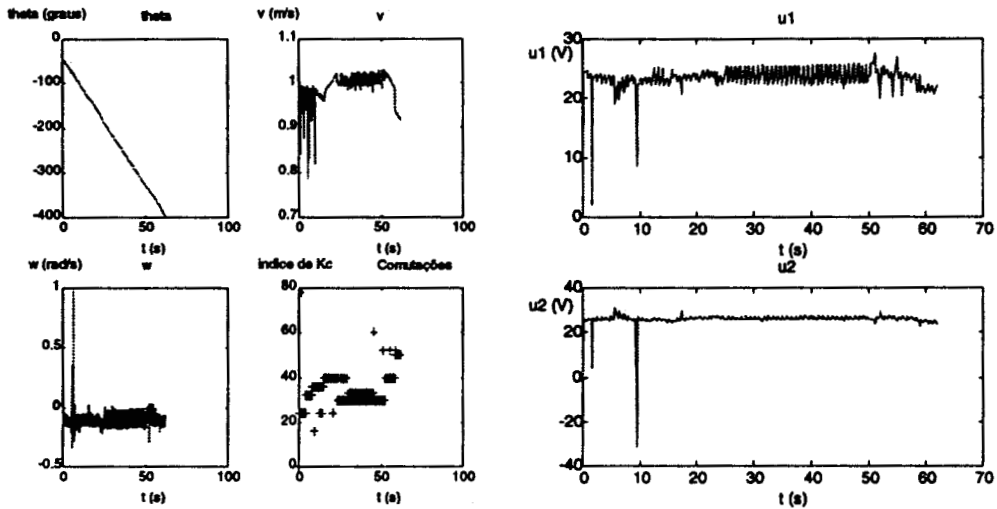 theta (graus) theta
0
-100
-200
-300
-400
0 50 100
t (s)
v (m/s) v
1.1
1
0.9
0.8
0.7
0 50 100
t (s)
w (rad/s) w
1
0.5
0
-0.5
0 50 100
t (s)
indice de Kc Comutações
80
60
40
20
0
0 50 100
t (s)
u1
30
u1 (V)
20
10
0
0 10 20 30 40 50 60 70
t (s)
u2
40
u2 (V)
20
0
-20
-40
0 10 20 30 40 50 60 70
t (s)